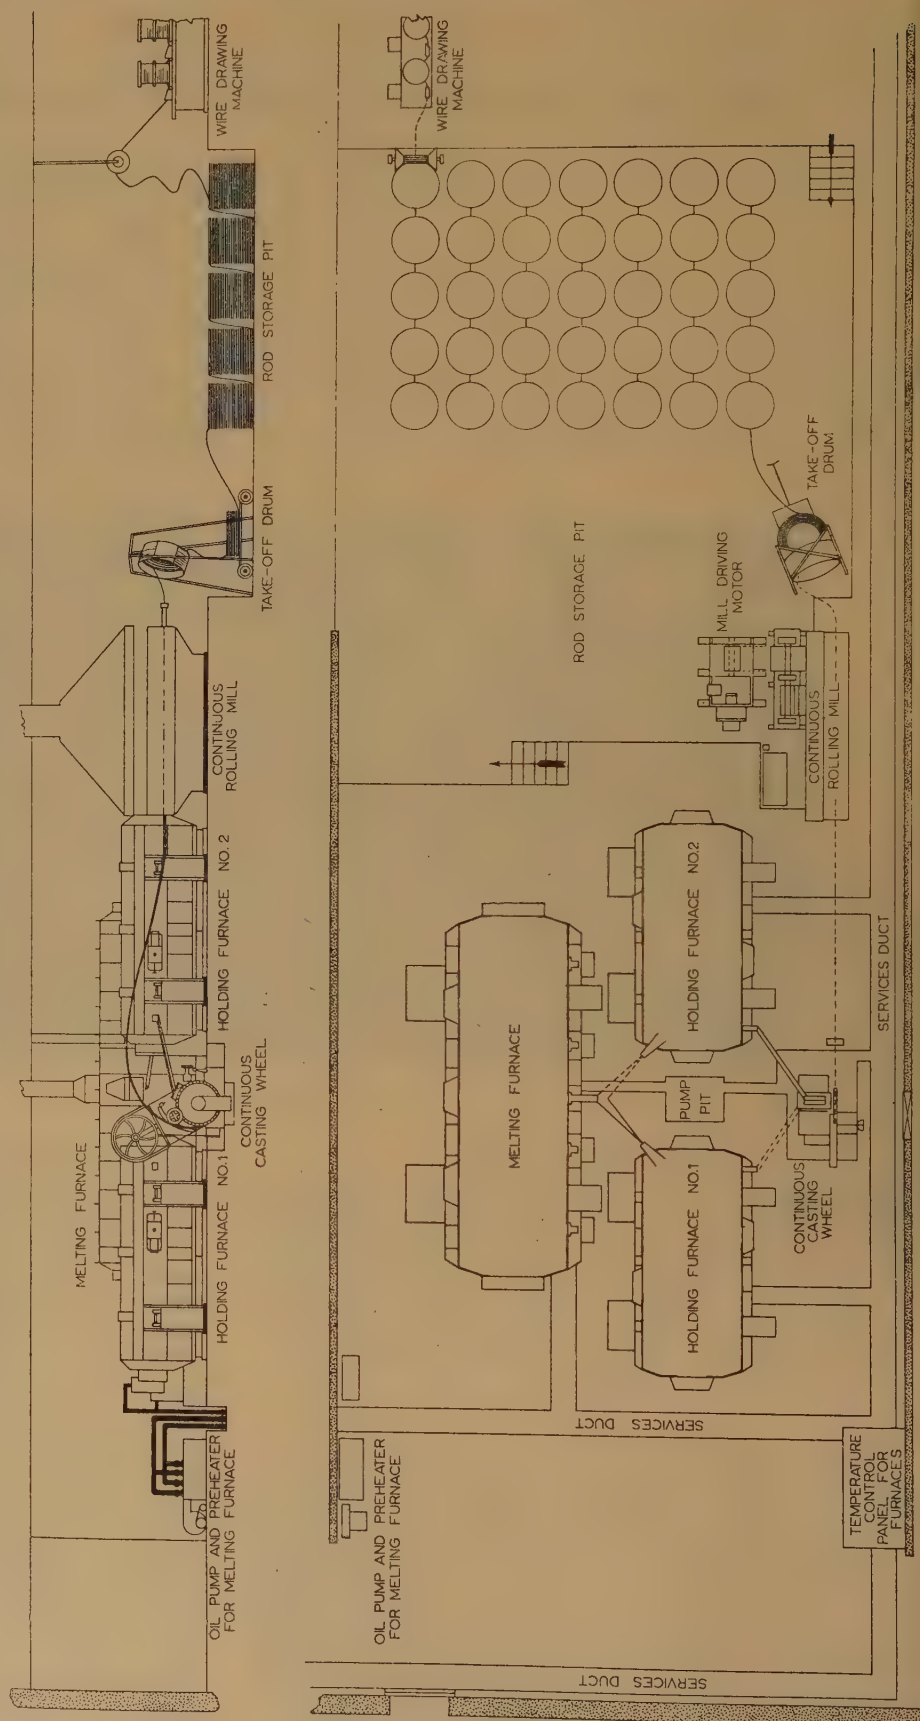 OIL PUMP AND PREHEATER
FOR MELTING FURNACE
MELTING FURNACE
HOLDING FURNACE NO.1
CONTINUOUS
CASTING WHEEL
HOLDING FURNACE NO. 2
CONTINUOUS
ROLLING MILL
TAKE-OFF DRUM
ROD STORAGE PIT
WIRE DRAWING
MACHINE
SERVICES DUCT
OIL PUMP AND PREHEATER
FOR MELTING FURNACE
TEMPERATURE
CONTROL
PANEL FOR
FURNACES
SERVICES DUCT
MELTING FURNACE
HOLDING FURNACE NO.1
PUMP
PIT
HOLDING FURNACE NO.2
CONTINUOUS
CASTING
WHEEL
SERVICES DUCT
CONTINUOUS
ROLLING MILL
MILL DRIVING
MOTOR
ROD STORAGE PIT
TAKE-OFF
DRUM
WIRE DRAWING
MACHINE